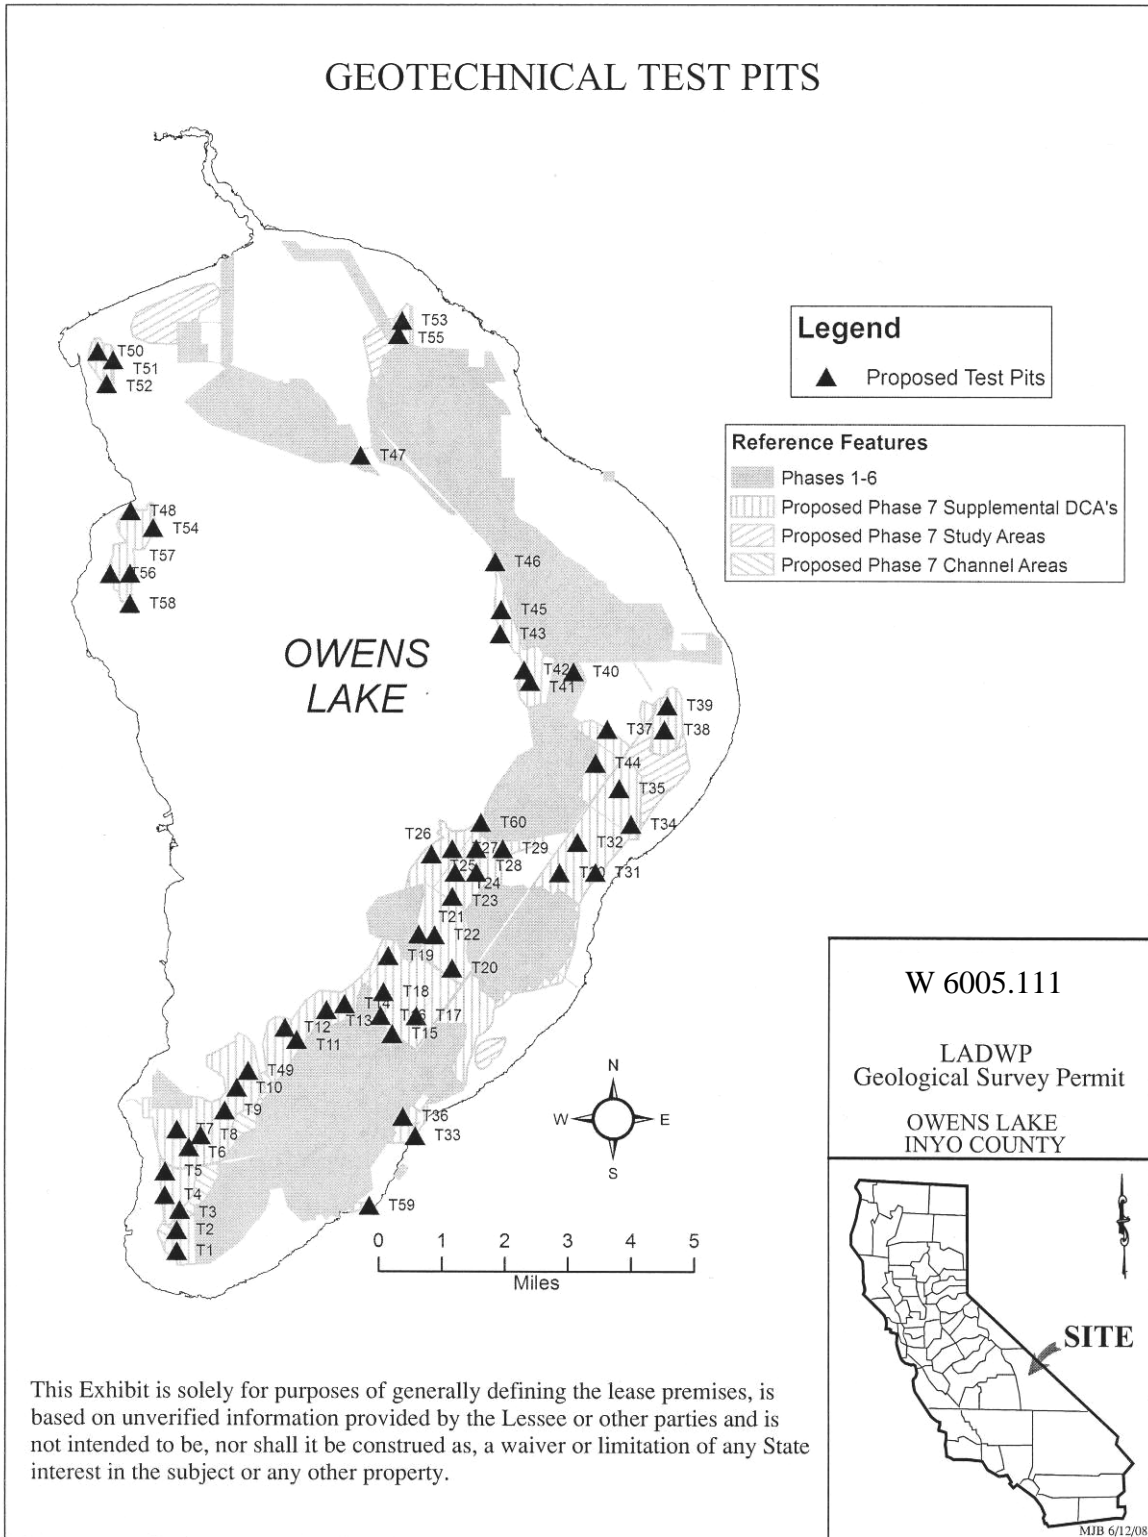 GEOTECHNICAL TEST PITS
T53
T55
T50
T51
T52
T47
T48
T54
T57
T56
T58
T46
T45
T43
T42
T41
T40
T39
T38
T37
T44
T35
T34
T32
T31
T60
T26
T27
T29
T28
T25
T24
T23
T21
T22
T19
T20
T18
T14
T13
T16
T17
T15
T12
T11
T49
T10
T9
T8
T7
T6
T5
T4
T3
T2
T1
T36
T33
T59
OWENS
LAKE
Legend
Proposed Test Pits
Reference Features
Phases 1-6
Proposed Phase 7 Supplemental DCA's
Proposed Phase 7 Study Areas
Proposed Phase 7 Channel Areas
N
W
E
S
0 1 2 3 4 5
Miles
W 6005.111
LADWP
Geological Survey Permit
OWENS LAKE
INYO COUNTY
SITE
MJB 6/12/08
This Exhibit is solely for purposes of generally defining the lease premises, is
based on unverified information provided by the Lessee or other parties and is
not intended to be, nor shall it be construed as, a waiver or limitation of any State
interest in the subject or any other property.